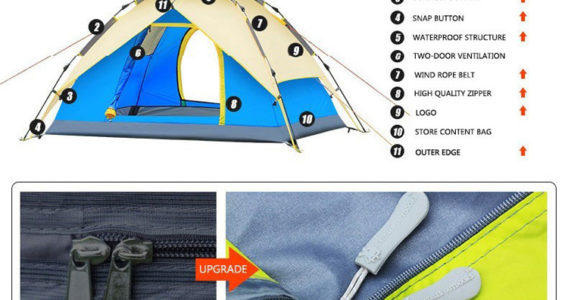 4 SNAP BUTTON
5 WATERPROOF STRUCTURE
6 TWO-DOOR VENTILATION
7 WIND ROPE BELT
8 HIGH QUALITY ZIPPER
9 LOGO
10 STORE CONTENT BAG
11 OUTER EDGE
11
7
2
6
9
3
8
10
4
UPGRADE